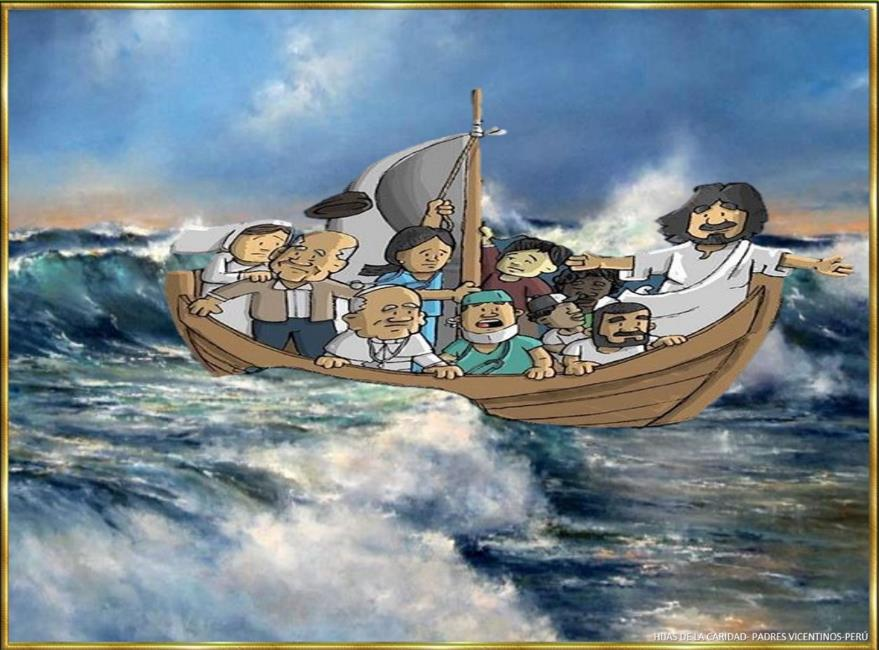 HIJAS DE LA CARIDAD- PADRES VICENTINOS-PERÚ